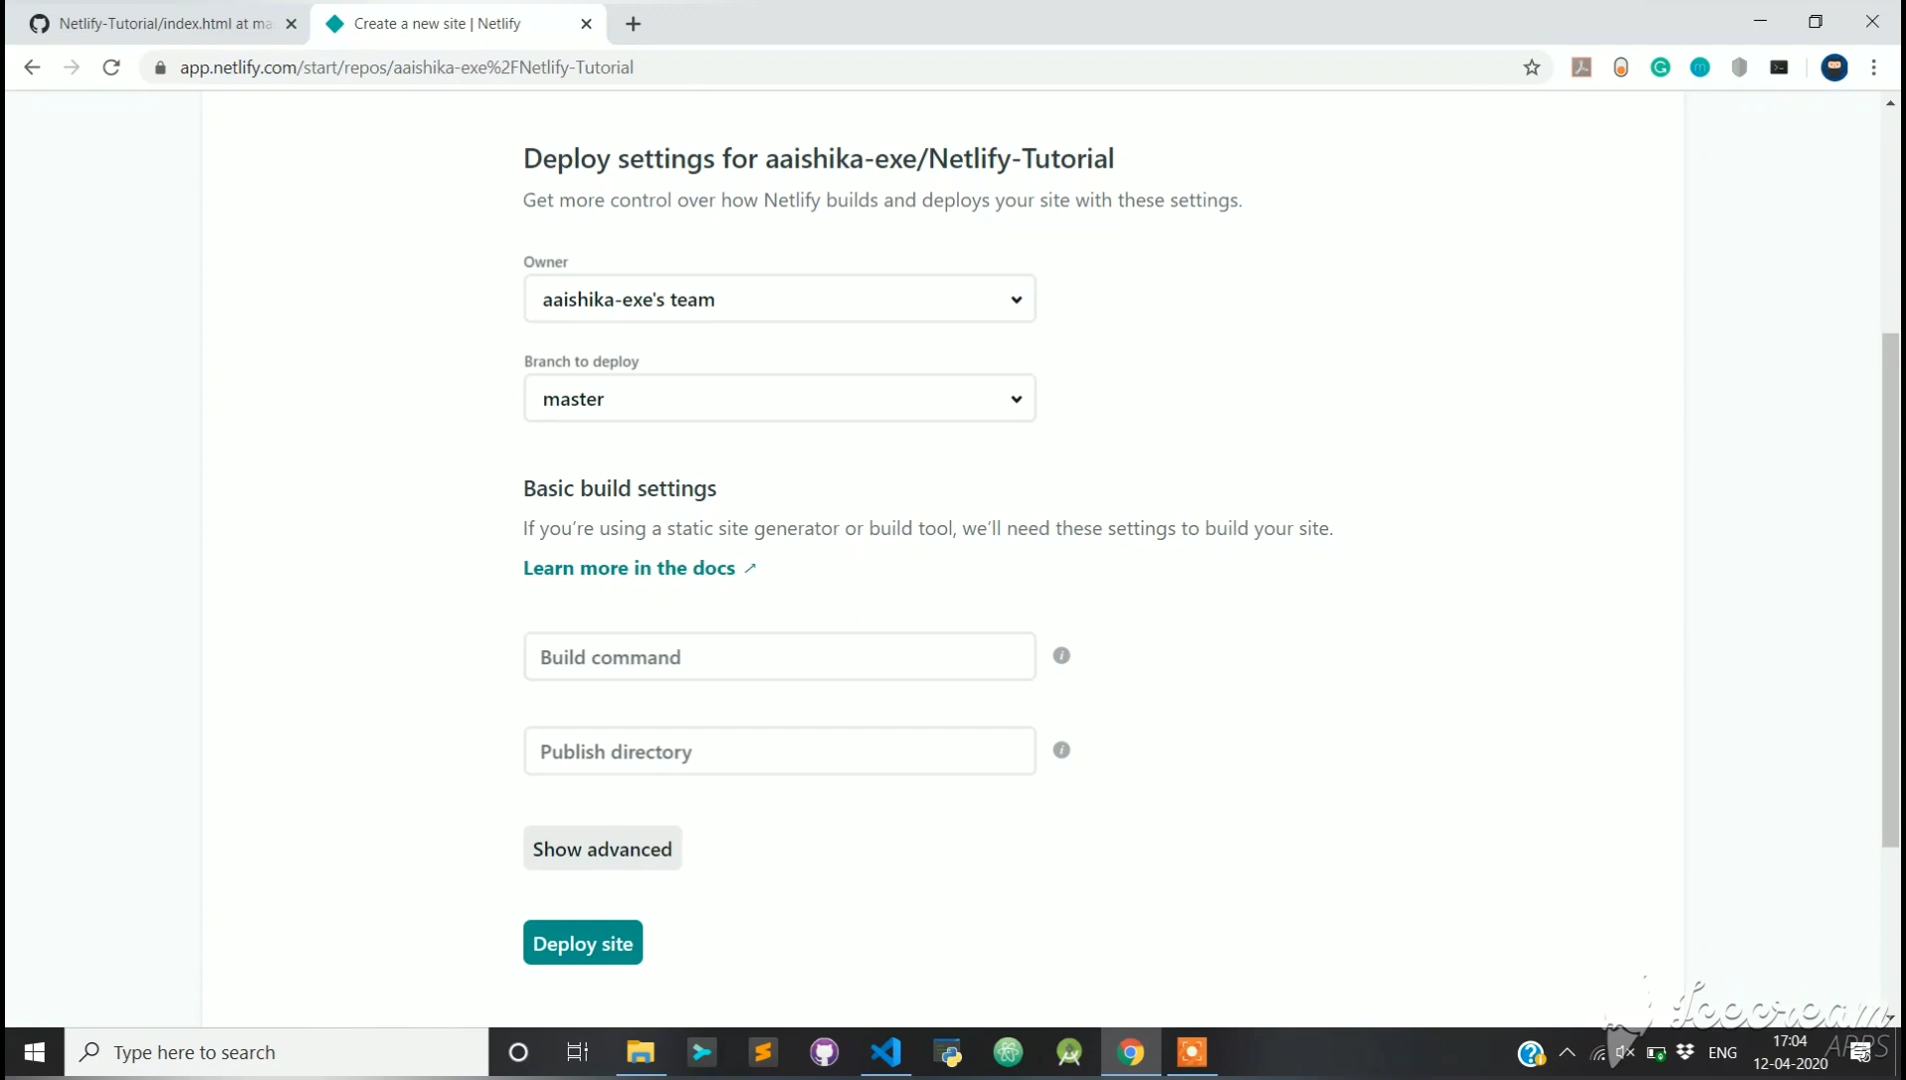 Netlify-Tutorial/index.html at ma
Create a new site | Netlify
app.netlify.com/start/repos/aaishika-exe%2FNetlify-Tutorial
Deploy settings for aaishika-exe/Netlify-Tutorial
Get more control over how Netlify builds and deploys your site with these settings.
Owner
aaishika-exe's team
Branch to deploy
master
Basic build settings
If you’re using a static site generator or build tool, we’ll need these settings to build your site.
Learn more in the docs ↗
Build command
Publish directory
Show advanced
Deploy site
Icecream
APPS
Type here to search
ENG
17:04
12-04-2020